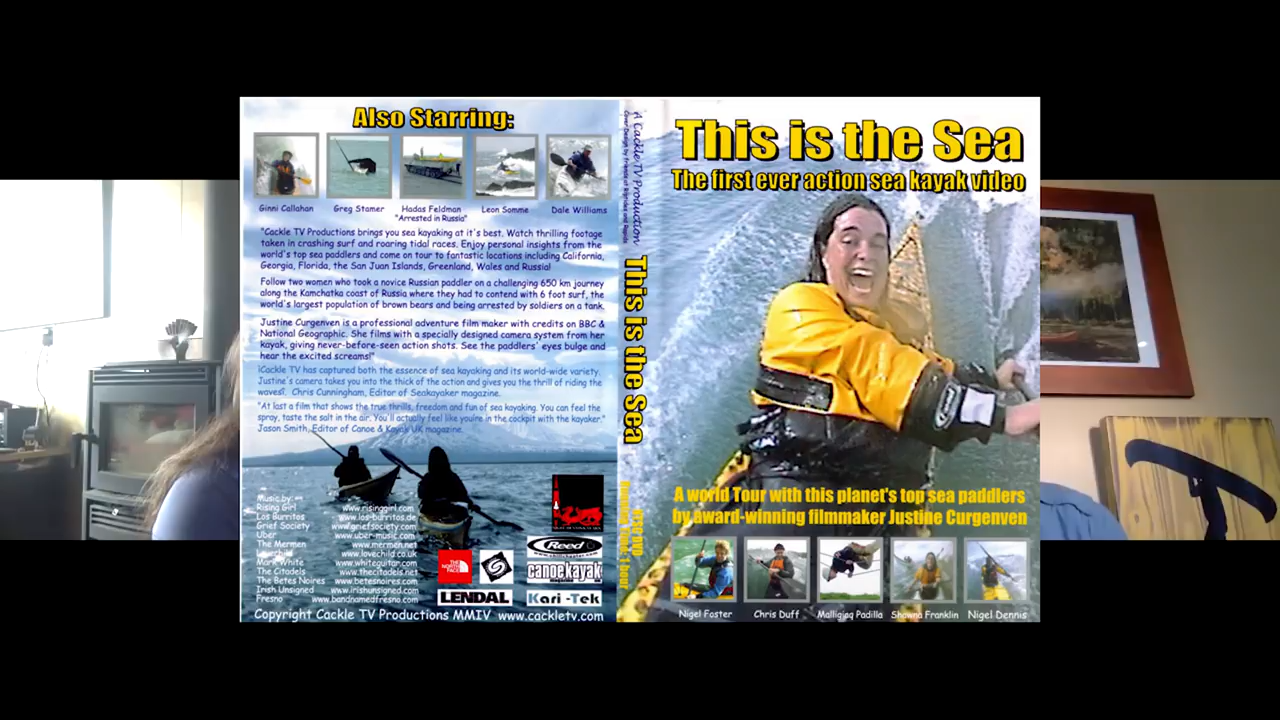 Also Starring:
Ginni Callahan
Greg Stamer
Hadas Feldman
"Arrested in Russia"
Leon Somme
Dale Williams
"Cackle TV Productions brings you sea kayaking at it's best. Watch thrilling footage
taken in crashing surf and roaring tidal races. Enjoy personal insights from the
world's top sea paddlers and come on tour to fantastic locations including California,
Georgia, Florida, the San Juan Islands, Greenland, Wales and Russia!
Follow two women who took a novice Russian paddler on a challenging 650 km journey
along the Kamchatka coast of Russia where they had to contend with 6 foot surf, the
world's largest population of brown bears and being arrested by soldiers on a tank.
Justine Curgenven is a professional adventure film maker with credits on BBC &
National Geographic. She films with a specially designed camera system from her
kayak, giving never-before-seen action shots. See the paddlers' eyes bulge and
hear the excited screams!"
ìCackle TV has captured both the essence of sea kayaking and its world-wide variety.
Justine's camera takes you into the thick of the action and gives you the thrill of riding the
wavesî. Chris Cunningham, Editor of Seakayaker magazine.
"At last a film that shows the true thrills, freedom and fun of sea kayaking. You can feel the
spray, taste the salt in the air. You'll actually feel like you're in the cockpit with the kayaker."
Jason Smith, Editor of Canoe & Kayak UK magazine.
Music by:
Rising Girl www.risinggirl.com
Los Burritos www.los-burritos.de
Grief Society www.griefsociety.com
Uber www.uber-music.com
The Mermen www.mermen.net
Lovechild www.lovechild.co.uk
Mark White www.whiteguitar.com
The Citadels www.thecitadels.net
The Betes Noires www.betesnoires.com
Irish Unsigned www.irishunsigned.com
Fresno www.bandnamedfresno.com
THE NORTH FACE
Reed
canoekayak
LENDAL
Kari-Tek
Copyright Cackle TV Productions MMIV www.cackletv.com
A Cackle TV Production
This is the Sea
This is the Sea
The first ever action sea kayak video
Reed
A world Tour with this planet's top sea paddlers
by award-winning filmmaker Justine Curgenven
Nigel Foster
Chris Duff
Padilla
Shawna Franklin
Nigel Dennis